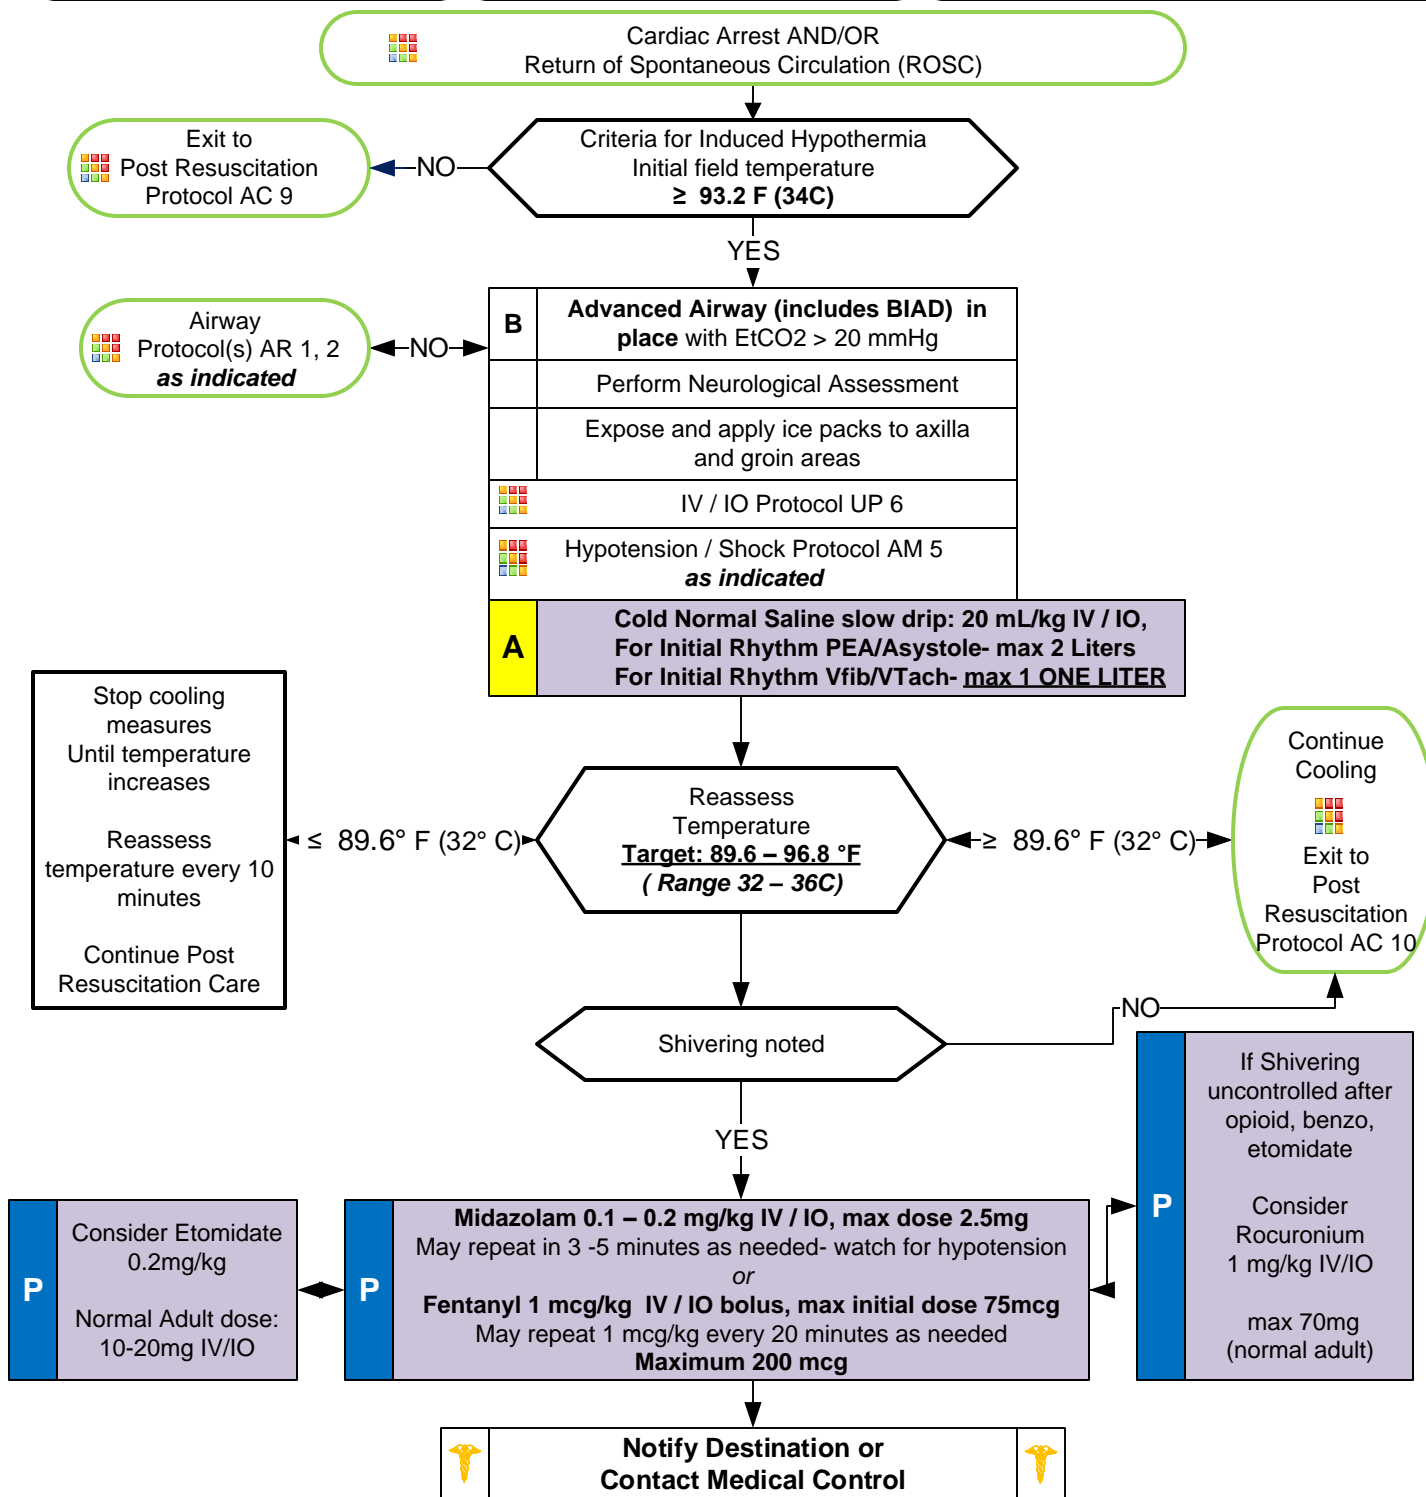 Cardiac Arrest AND/OR
Return of Spontaneous Circulation (ROSC)
Criteria for Induced Hypothermia
Initial field temperature
≥ 93.2 F (34C)
NO
Exit to
Post Resuscitation
Protocol AC 9
YES
B
Advanced Airway (includes BIAD) in
place with EtCO2 > 20 mmHg
NO
Airway
Protocol(s) AR 1, 2
as indicated
Perform Neurological Assessment
Expose and apply ice packs to axilla
and groin areas
IV / IO Protocol UP 6
Hypotension / Shock Protocol AM 5
as indicated
A
Cold Normal Saline slow drip: 20 mL/kg IV / IO,
For Initial Rhythm PEA/Asystole- max 2 Liters
For Initial Rhythm Vfib/VTach- max 1 ONE LITER
Stop cooling
measures
Until temperature
increases
Reassess
temperature every 10
minutes
Continue Post
Resuscitation Care
≤ 89.6° F (32° C)
Reassess
Temperature
Target: 89.6 – 96.8 °F
( Range 32 – 36C)
≥ 89.6° F (32° C)
Continue
Cooling
Exit to
Post
Resuscitation
Protocol AC 10
Shivering noted
NO
YES
P
Consider Etomidate
0.2mg/kg
Normal Adult dose:
10-20mg IV/IO
P
Midazolam 0.1 – 0.2 mg/kg IV / IO, max dose 2.5mg
May repeat in 3 -5 minutes as needed- watch for hypotension
or
Fentanyl 1 mcg/kg IV / IO bolus, max initial dose 75mcg
May repeat 1 mcg/kg every 20 minutes as needed
Maximum 200 mcg
P
If Shivering
uncontrolled after
opioid, benzo,
etomidate
Consider
Rocuronium
1 mg/kg IV/IO
max 70mg
(normal adult)
Notify Destination or
Contact Medical Control